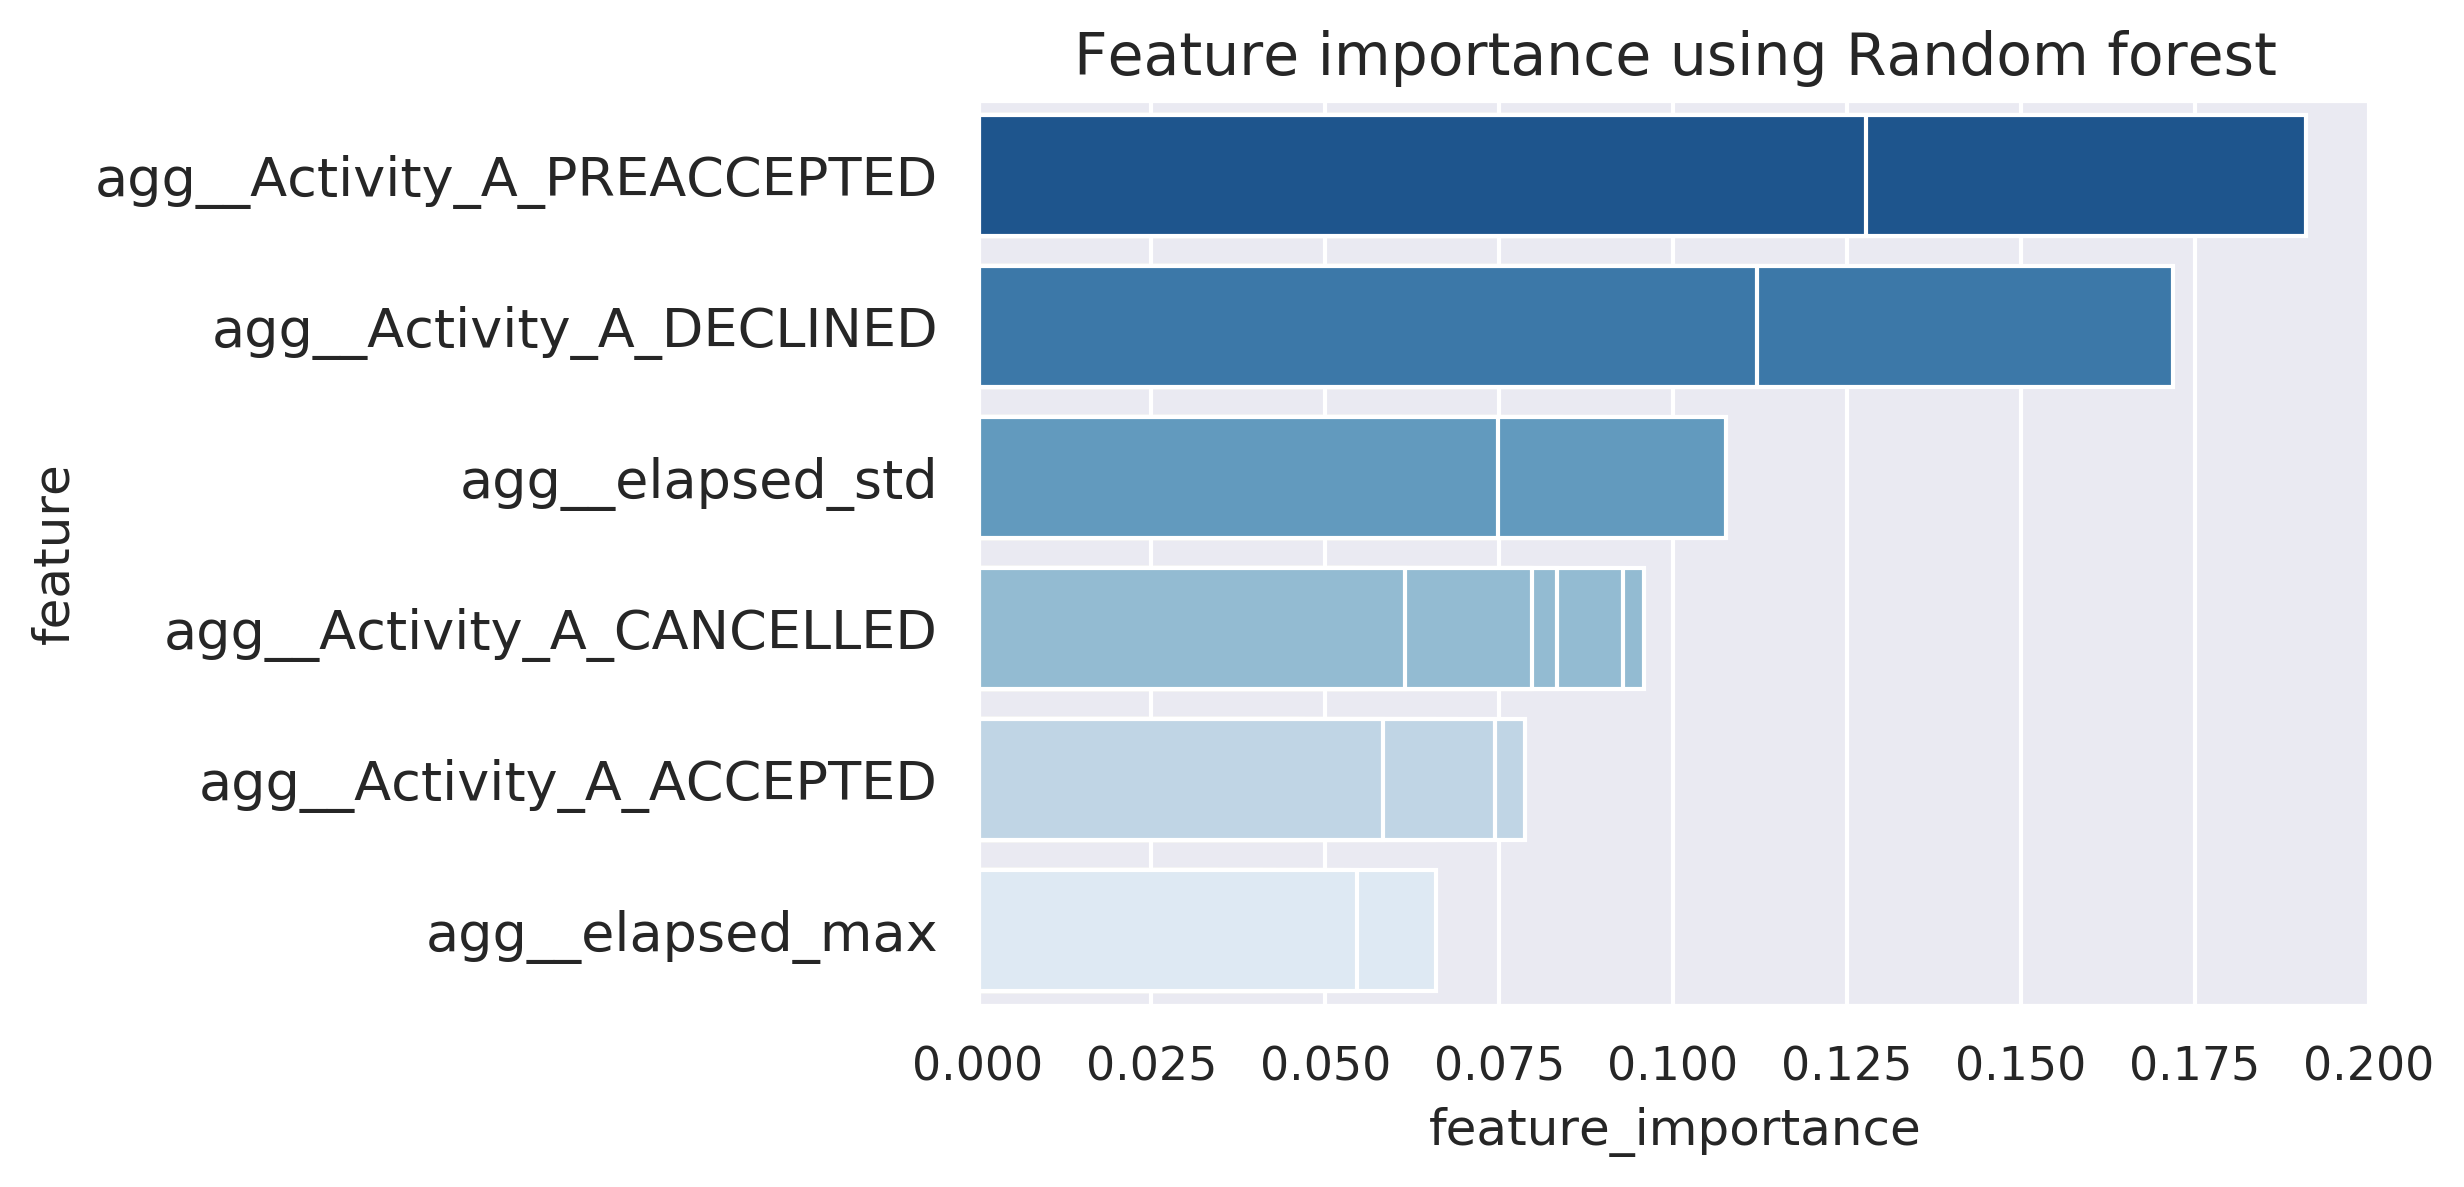 Feature importance using Random forest
agg__Activity_A_PREACCEPTED
agg__Activity_A_DECLINED
agg__elapsed_std
agg__Activity_A_CANCELLED
agg__Activity_A_ACCEPTED
agg__elapsed_max
feature
0.000 0.025 0.050 0.075 0.100 0.125 0.150 0.175 0.200
feature_importance